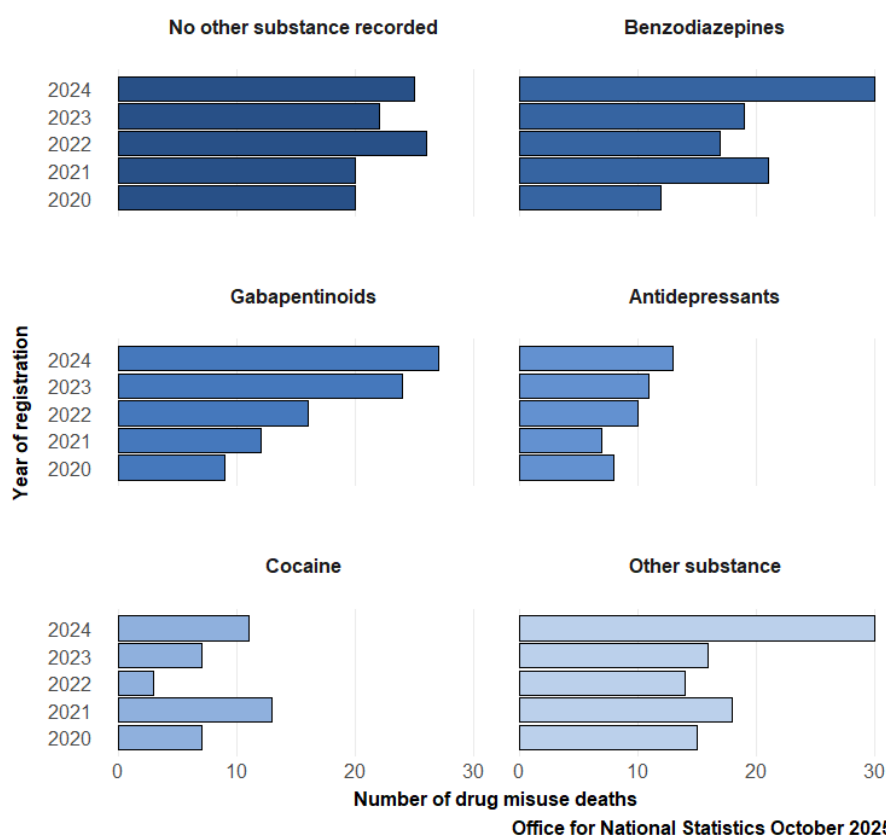 No other substance recorded
Benzodiazepines
2024
2023
2022
2021
2020
Gabapentinoids
Antidepressants
Year of registration
2024
2023
2022
2021
2020
Cocaine
Other substance
2024
2023
2022
2021
2020
0 10 20 30 0 10 20 30
Number of drug misuse deaths
Office for National Statistics October 2025